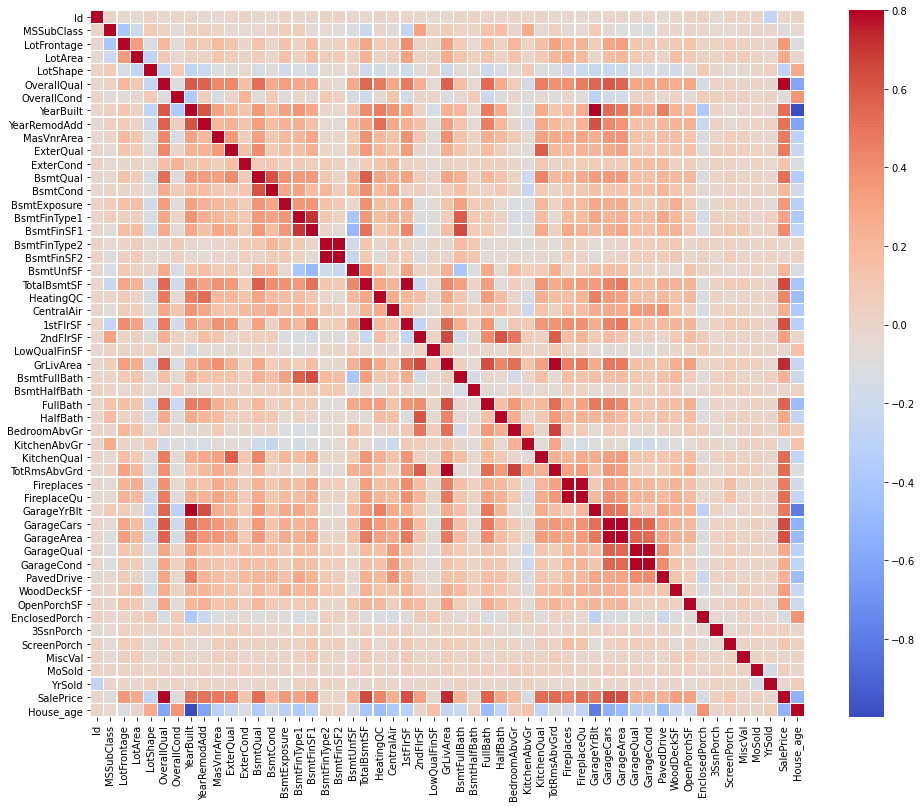 Id
MSSubClass
LotFrontage
LotArea
LotShape
OverallQual
OverallCond
YearBuilt
YearRemodAdd
MasVnrArea
ExterQual
ExterCond
BsmtQual
BsmtCond
BsmtExposure
BsmtFinType1
BsmtFinSF1
BsmtFinType2
BsmtFinSF2
BsmtUnfSF
TotalBsmtSF
HeatingQC
CentralAir
1stFlrSF
2ndFlrSF
LowQualFinSF
GrLivArea
BsmtFullBath
BsmtHalfBath
FullBath
HalfBath
BedroomAbvGr
KitchenAbvGr
KitchenQual
TotRmsAbvGrd
Fireplaces
FireplaceQu
GarageYrBlt
GarageCars
GarageArea
GarageQual
GarageCond
PavedDrive
WoodDeckSF
OpenPorchSF
EnclosedPorch
3SsnPorch
ScreenPorch
MiscVal
MoSold
YrSold
SalePrice
House_age
Id
MSSubClass
LotFrontage
LotArea
LotShape
OverallQual
OverallCond
YearBuilt
YearRemodAdd
MasVnrArea
ExterQual
ExterCond
BsmtQual
BsmtCond
BsmtExposure
BsmtFinType1
BsmtFinSF1
BsmtFinType2
BsmtFinSF2
BsmtUnfSF
TotalBsmtSF
HeatingQC
CentralAir
1stFlrSF
2ndFlrSF
LowQualFinSF
GrLivArea
BsmtFullBath
BsmtHalfBath
FullBath
HalfBath
BedroomAbvGr
KitchenAbvGr
KitchenQual
TotRmsAbvGrd
Fireplaces
FireplaceQu
GarageYrBlt
GarageCars
GarageArea
GarageQual
GarageCond
PavedDrive
WoodDeckSF
OpenPorchSF
EnclosedPorch
3SsnPorch
ScreenPorch
MiscVal
MoSold
YrSold
SalePrice
House_age
0.8
0.6
0.4
0.2
0.0
−0.2
−0.4
−0.6
−0.8